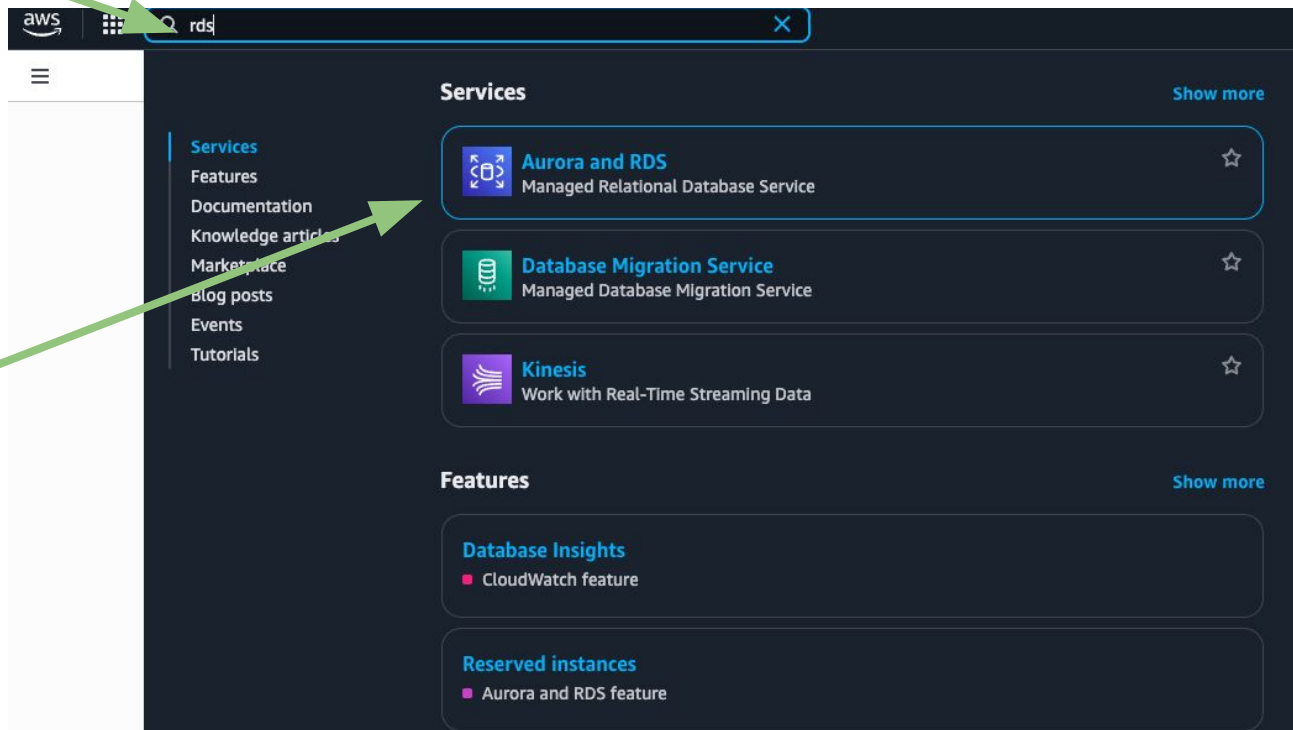 aws
rds
Services
Show more
Services
Features
Documentation
Knowledge articles
Marketplace
Blog posts
Events
Tutorials
Aurora and RDS
Managed Relational Database Service
Database Migration Service
Managed Database Migration Service
Kinesis
Work with Real-Time Streaming Data
Features
Show more
Database Insights
CloudWatch feature
Reserved instances
Aurora and RDS feature